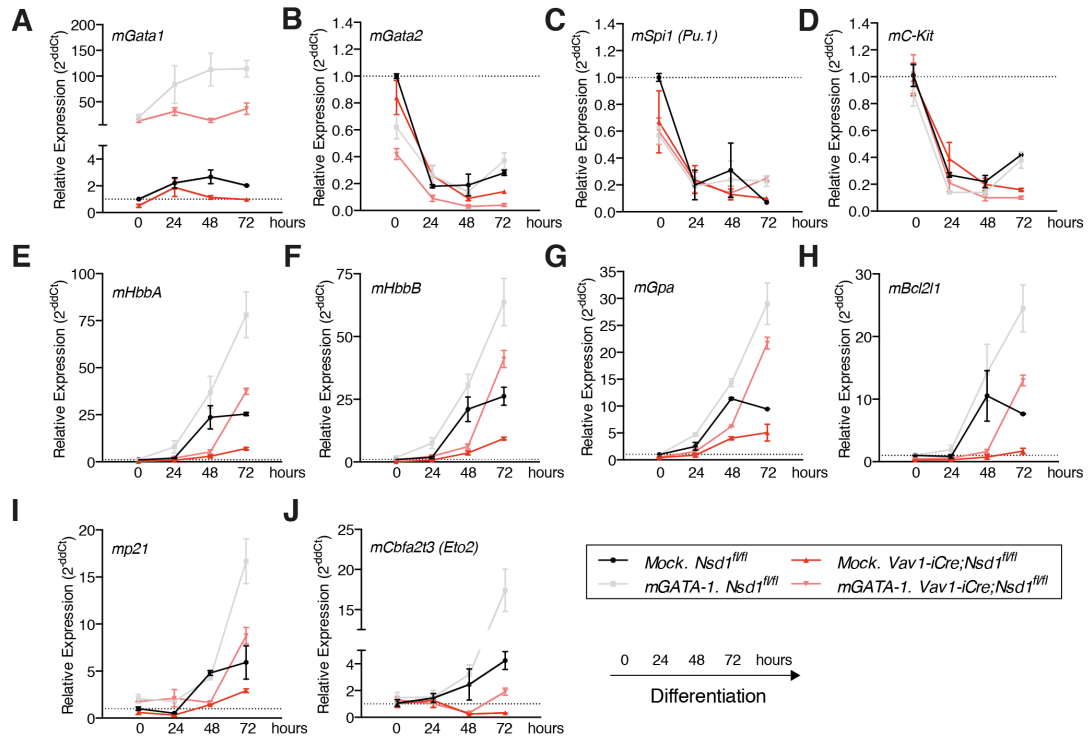 A
mGata1
Relative Expression (2-ddCt)
200
150
100
50
4
2
0
0 24 48 72 hours
B
mGata2
Relative Expression (2-ddCt)
1.4
1.2
1.0
0.8
0.6
0.4
0.2
0.0
0 24 48 72 hours
C
mSpi1 (Pu.1)
Relative Expression (2-ddCt)
1.4
1.2
1.0
0.8
0.6
0.4
0.2
0.0
0 24 48 72 hours
D
mC-Kit
Relative Expression (2-ddCt)
1.4
1.2
1.0
0.8
0.6
0.4
0.2
0.0
0 24 48 72 hours
E
mHbbA
Relative Expression (2-ddCt)
100
75
50
25
0
0 24 48 72 hours
F
mHbbB
Relative Expression (2-ddCt)
75
50
25
0
0 24 48 72 hours
G
mGpa
Relative Expression (2-ddCt)
35
30
25
20
15
10
5
0
0 24 48 72 hours
H
mBcl2l1
Relative Expression (2-ddCt)
30
20
10
0
0 24 48 72 hours
I
mp21
Relative Expression (2-ddCt)
20
15
10
5
0
0 24 48 72 hours
J
mCbfa2t3 (Eto2)
Relative Expression (2-ddCt)
25
20
15
10
4
2
0
0 24 48 72 hours
Mock. Nsd1fl/fl
Mock. Vav1-iCre;Nsd1fl/fl
mGATA-1. Nsd1fl/fl
mGATA-1. Vav1-iCre;Nsd1fl/fl
0 24 48 72 hours
Differentiation